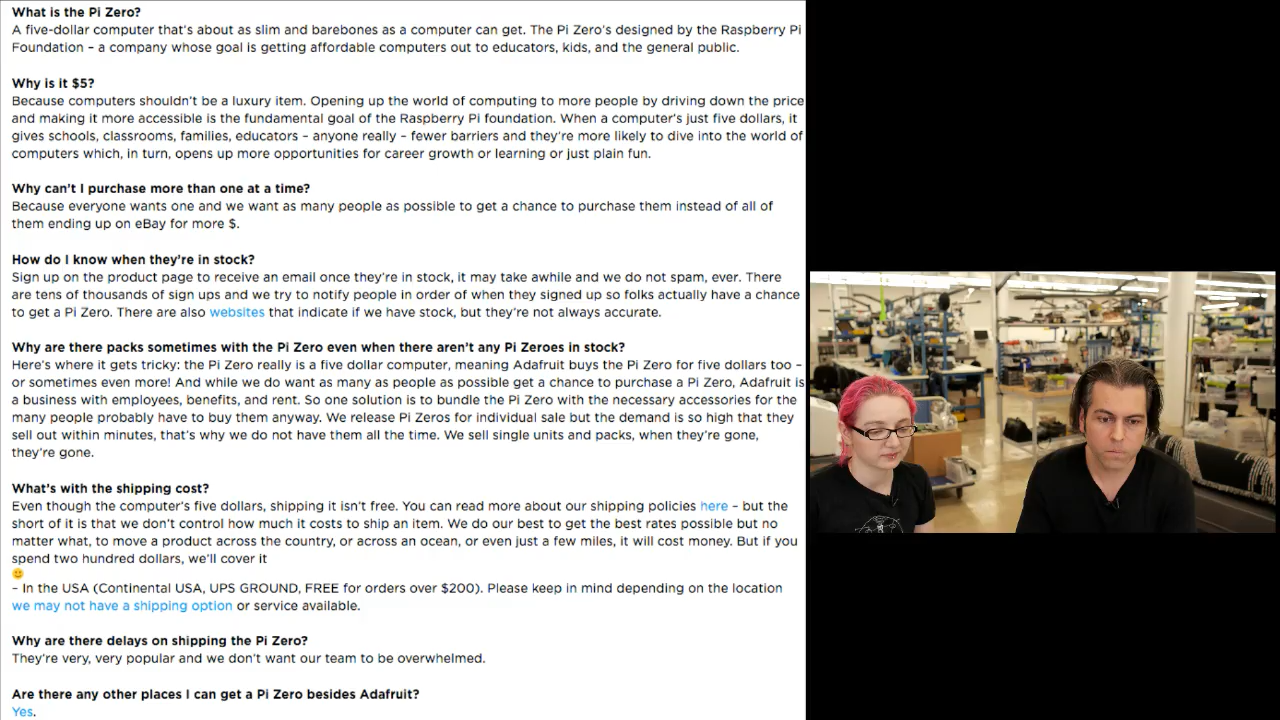 What is the Pi Zero?
A five-dollar computer that's about as slim and barebones as a computer can get. The Pi Zero's designed by the Raspberry Pi
Foundation – a company whose goal is getting affordable computers out to educators, kids, and the general public.
Why is it $5?
Because computers shouldn't be a luxury item. Opening up the world of computing to more people by driving down the price
and making it more accessible is the fundamental goal of the Raspberry Pi foundation. When a computer's just five dollars, it
gives schools, classrooms, families, educators – anyone really – fewer barriers and they're more likely to dive into the world of
computers which, in turn, opens up more opportunities for career growth or learning or just plain fun.
Why can't I purchase more than one at a time?
Because everyone wants one and we want as many people as possible to get a chance to purchase them instead of all of
them ending up on eBay for more $.
How do I know when they're in stock?
Sign up on the product page to receive an email once they're in stock, it may take awhile and we do not spam, ever. There
are tens of thousands of sign ups and we try to notify people in order of when they signed up so folks actually have a chance
to get a Pi Zero. There are also websites that indicate if we have stock, but they're not always accurate.
Why are there packs sometimes with the Pi Zero even when there aren't any Pi Zeroes in stock?
Here's where it gets tricky: the Pi Zero really is a five dollar computer, meaning Adafruit buys the Pi Zero for five dollars too –
or sometimes even more! And while we do want as many as people as possible get a chance to purchase a Pi Zero, Adafruit is
a business with employees, benefits, and rent. So one solution is to bundle the Pi Zero with the necessary accessories for the
many people probably have to buy them anyway. We release Pi Zeros for individual sale but the demand is so high that they
sell out within minutes, that's why we do not have them all the time. We sell single units and packs, when they're gone,
they're gone.
What's with the shipping cost?
Even though the computer's five dollars, shipping it isn't free. You can read more about our shipping policies here – but the
short of it is that we don't control how much it costs to ship an item. We do our best to get the best rates possible but no
matter what, to move a product across the country, or across an ocean, or even just a few miles, it will cost money. But if you
spend two hundred dollars, we'll cover it
– In the USA (Continental USA, UPS GROUND, FREE for orders over $200). Please keep in mind depending on the location
we may not have a shipping option or service available.
Why are there delays on shipping the Pi Zero?
They're very, very popular and we don't want our team to be overwhelmed.
Are there any other places I can get a Pi Zero besides Adafruit?
Yes.